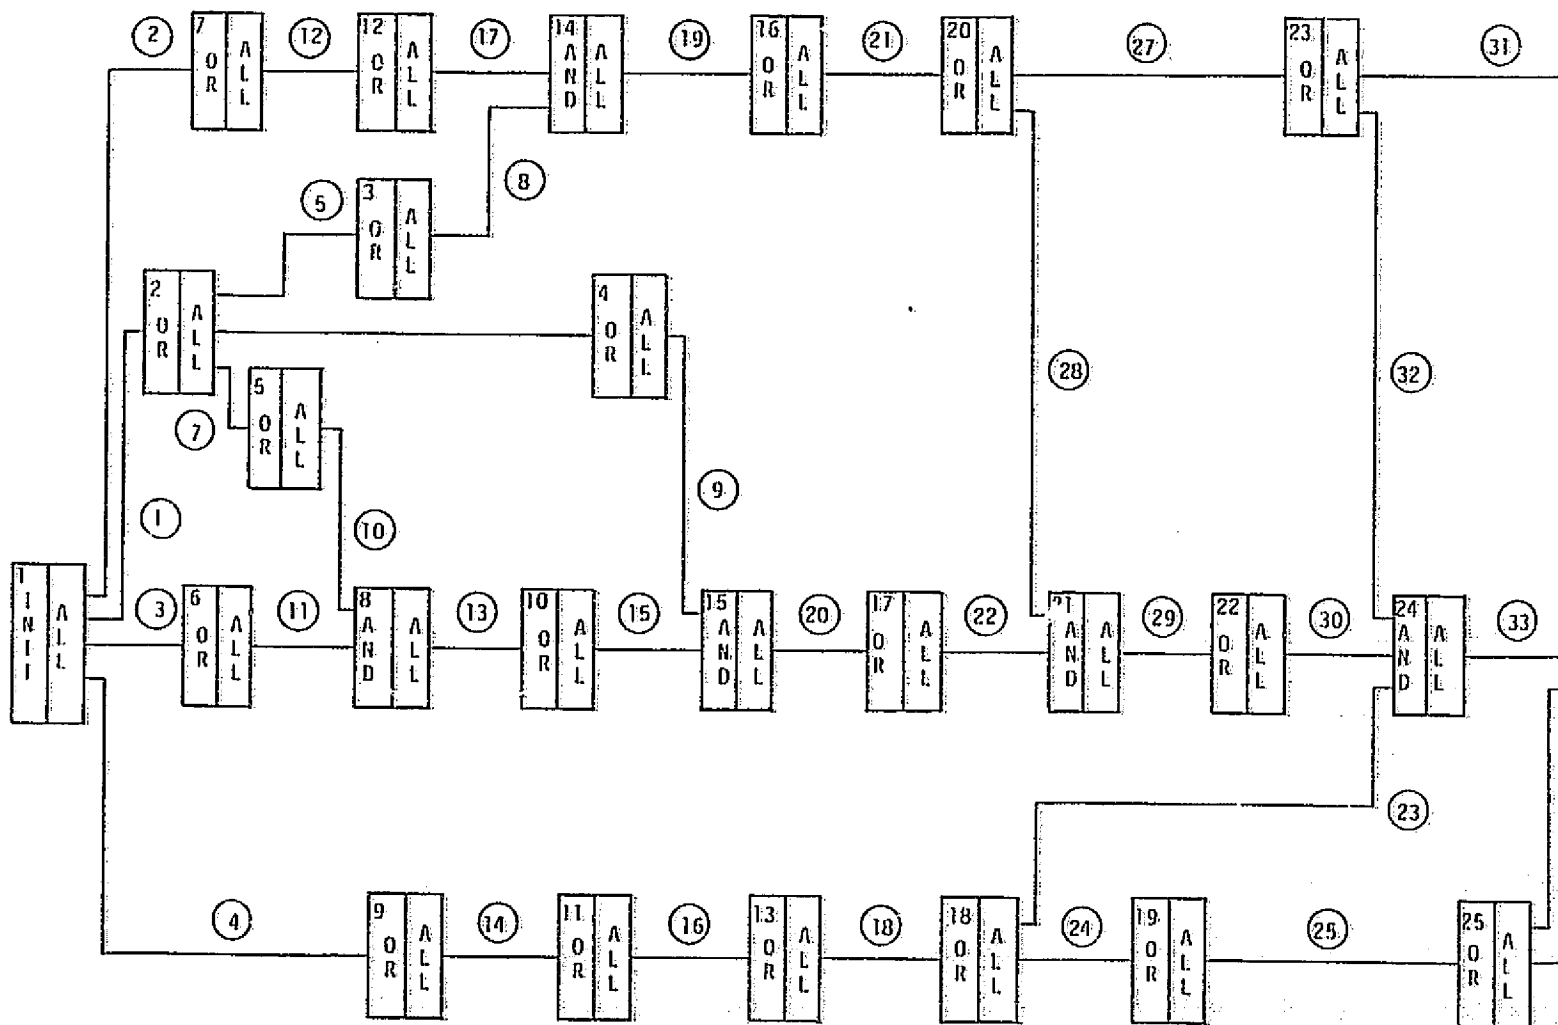 2
7 OR ALL
12
12 OR ALL
17
14 AND ALL
19
16 OR ALL
21
20 OR ALL
27
23 OR ALL
31
5
3 OR ALL
8
2 OR ALL
4 OR ALL
28
32
7
5 OR ALL
9
1
10
1 INIT ALL
3
6 OR ALL
11
8 AND ALL
13
10 OR ALL
15
15 AND ALL
20
17 OR ALL
22
21 AND ALL
29
22 OR ALL
30
24 AND ALL
33
23
4
9 OR ALL
14
11 OR ALL
16
13 OR ALL
18
18 OR ALL
24
19 OR ALL
25
25 OR ALL